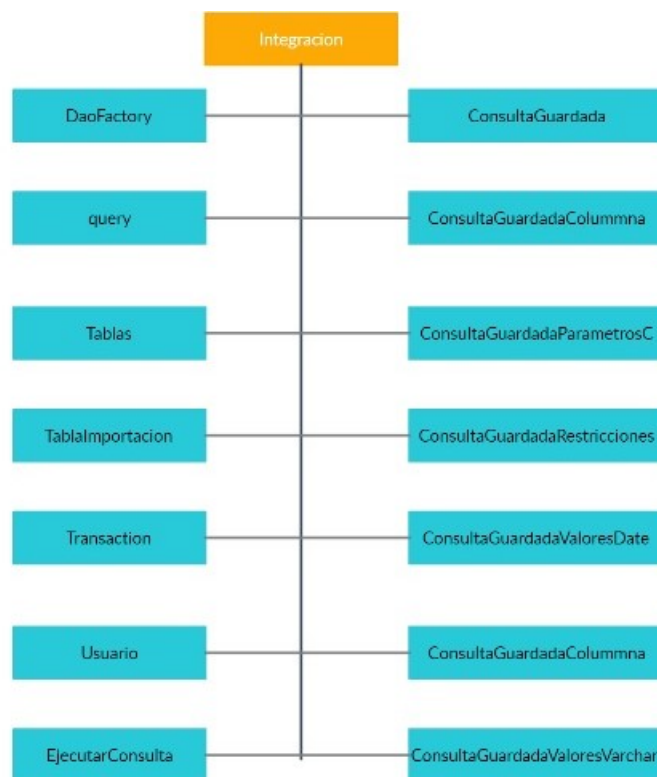 Integracion
DaoFactory
ConsultaGuardada
query
ConsultaGuardadaColummna
Tablas
ConsultaGuardadaParametrosC
TablaImportacion
ConsultaGuardadaRestricciones
Transaction
ConsultaGuardadaValoresDate
Usuario
ConsultaGuardadaColummna
EjecutarConsulta
ConsultaGuardadaValoresVarchar